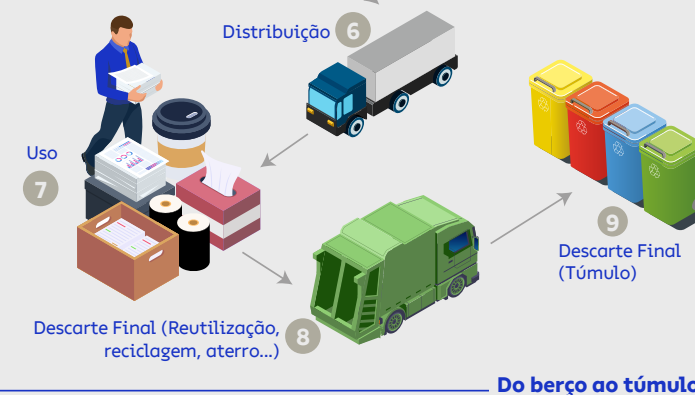 Distribuição 6
Uso
7
9
Descarte Final
(Túmulo)
Descarte Final (Reutilização,
reciclagem, aterro...)
8
Do berço ao túmulo